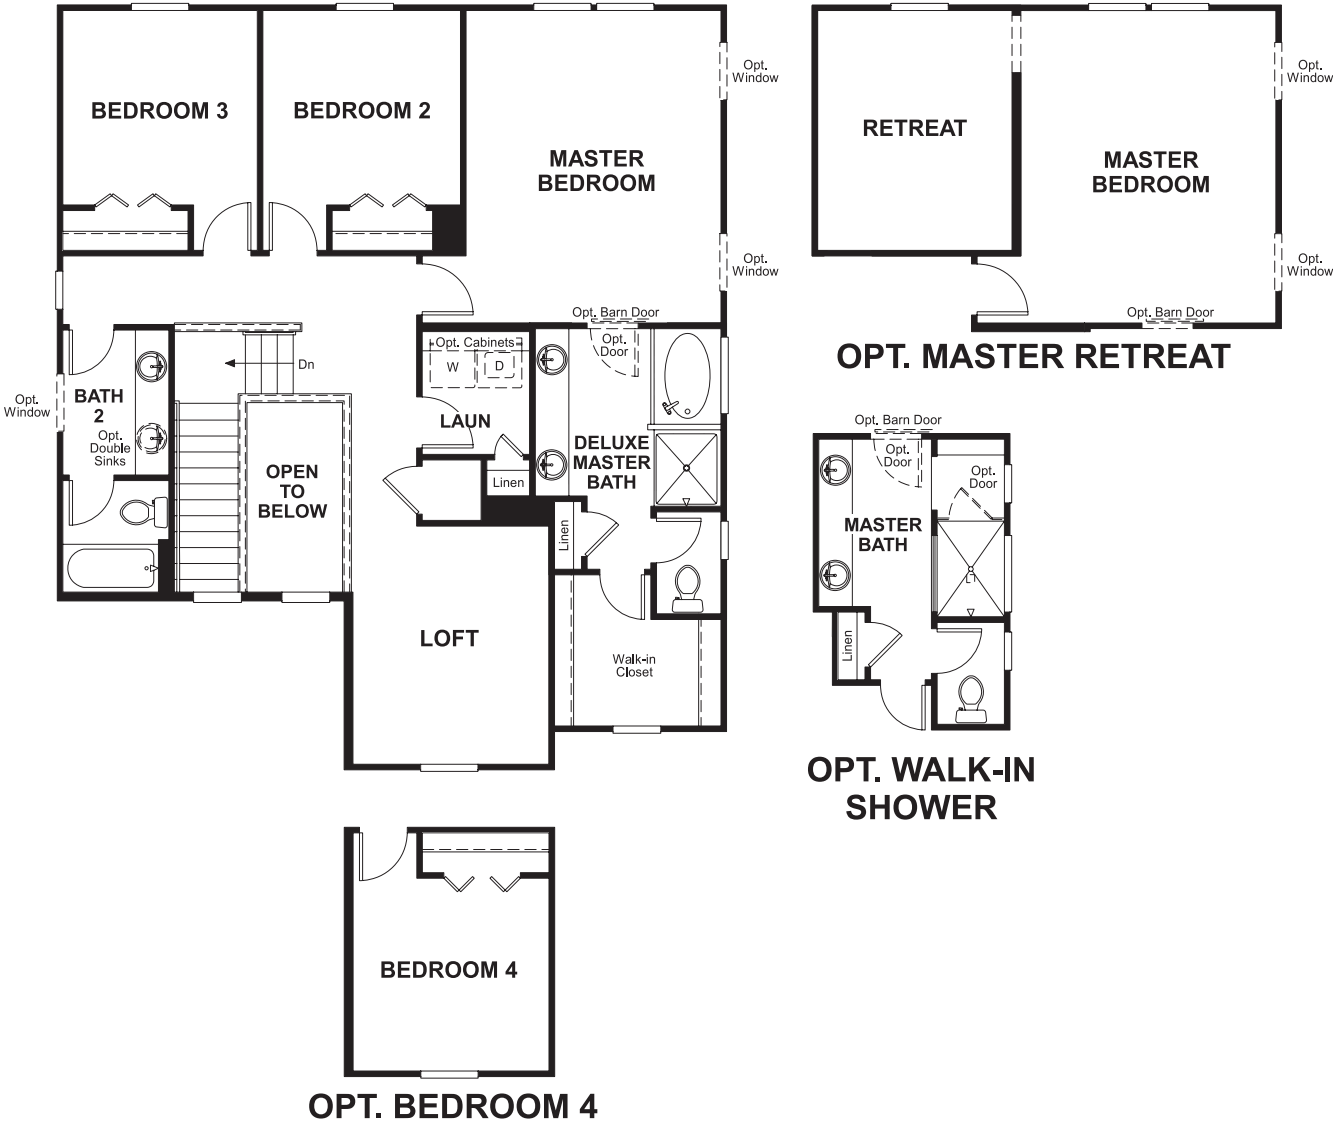 BEDROOM 3
BEDROOM 2
MASTER
BEDROOM
Opt.
Window
Opt.
Window
Opt. Barn Door
Opt.
Door
Opt. Cabinets
W
D
LAUN
Linen
Dn
BATH
2
Opt.
Double
Sinks
Opt.
Window
OPEN
TO
BELOW
DELUXE
MASTER
BATH
Linen
LOFT
Walk-in
Closet
RETREAT
MASTER
BEDROOM
Opt.
Window
Opt.
Window
Opt. Barn Door
OPT. MASTER RETREAT
Opt. Barn Door
Opt.
Door
Opt.
Door
MASTER
BATH
Linen
OPT. WALK-IN
SHOWER
BEDROOM 4
OPT. BEDROOM 4